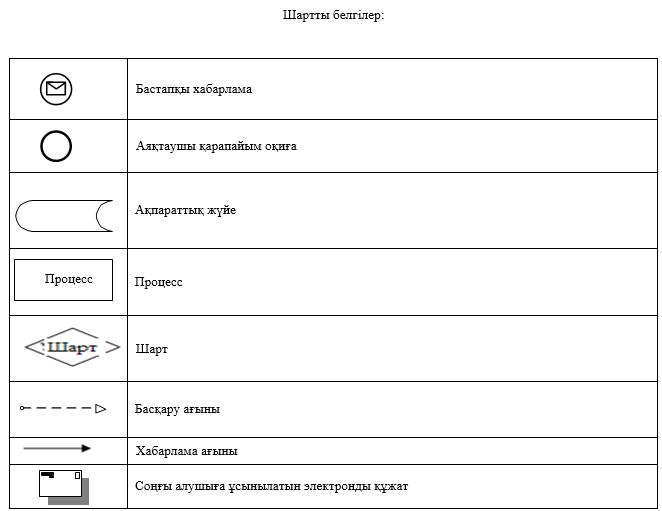 Шартты белгілер:
Бастапқы хабарлама
Аяқтаушы қарапайым оқиға
Ақпараттық жүйе
Процесс
Процесс
Шарт
Шарт
Басқару ағыны
Хабарлама ағыны
Соңғы алушыға ұсынылатын электронды құжат